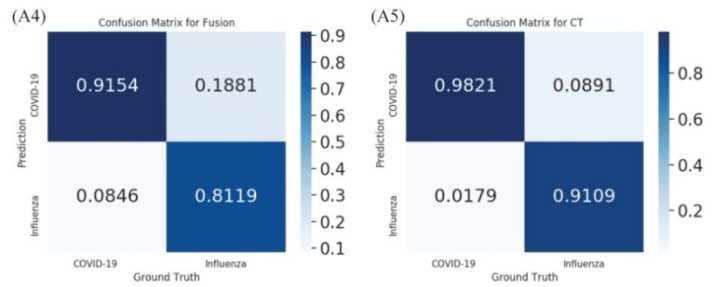 (A4)
Confusion Matrix for Fusion
COVID-19
Influenza
Prediction
0.9154
0.1881
0.0846
0.8119
COVID-19
Influenza
Ground Truth
0.9
0.8
0.7
0.6
0.5
0.4
0.3
0.2
0.1
(A5)
Confusion Matrix for CT
COVID-19
Influenza
Prediction
0.9821
0.0891
0.0179
0.9109
COVID-19
Influenza
Ground Truth
0.8
0.6
0.4
0.2